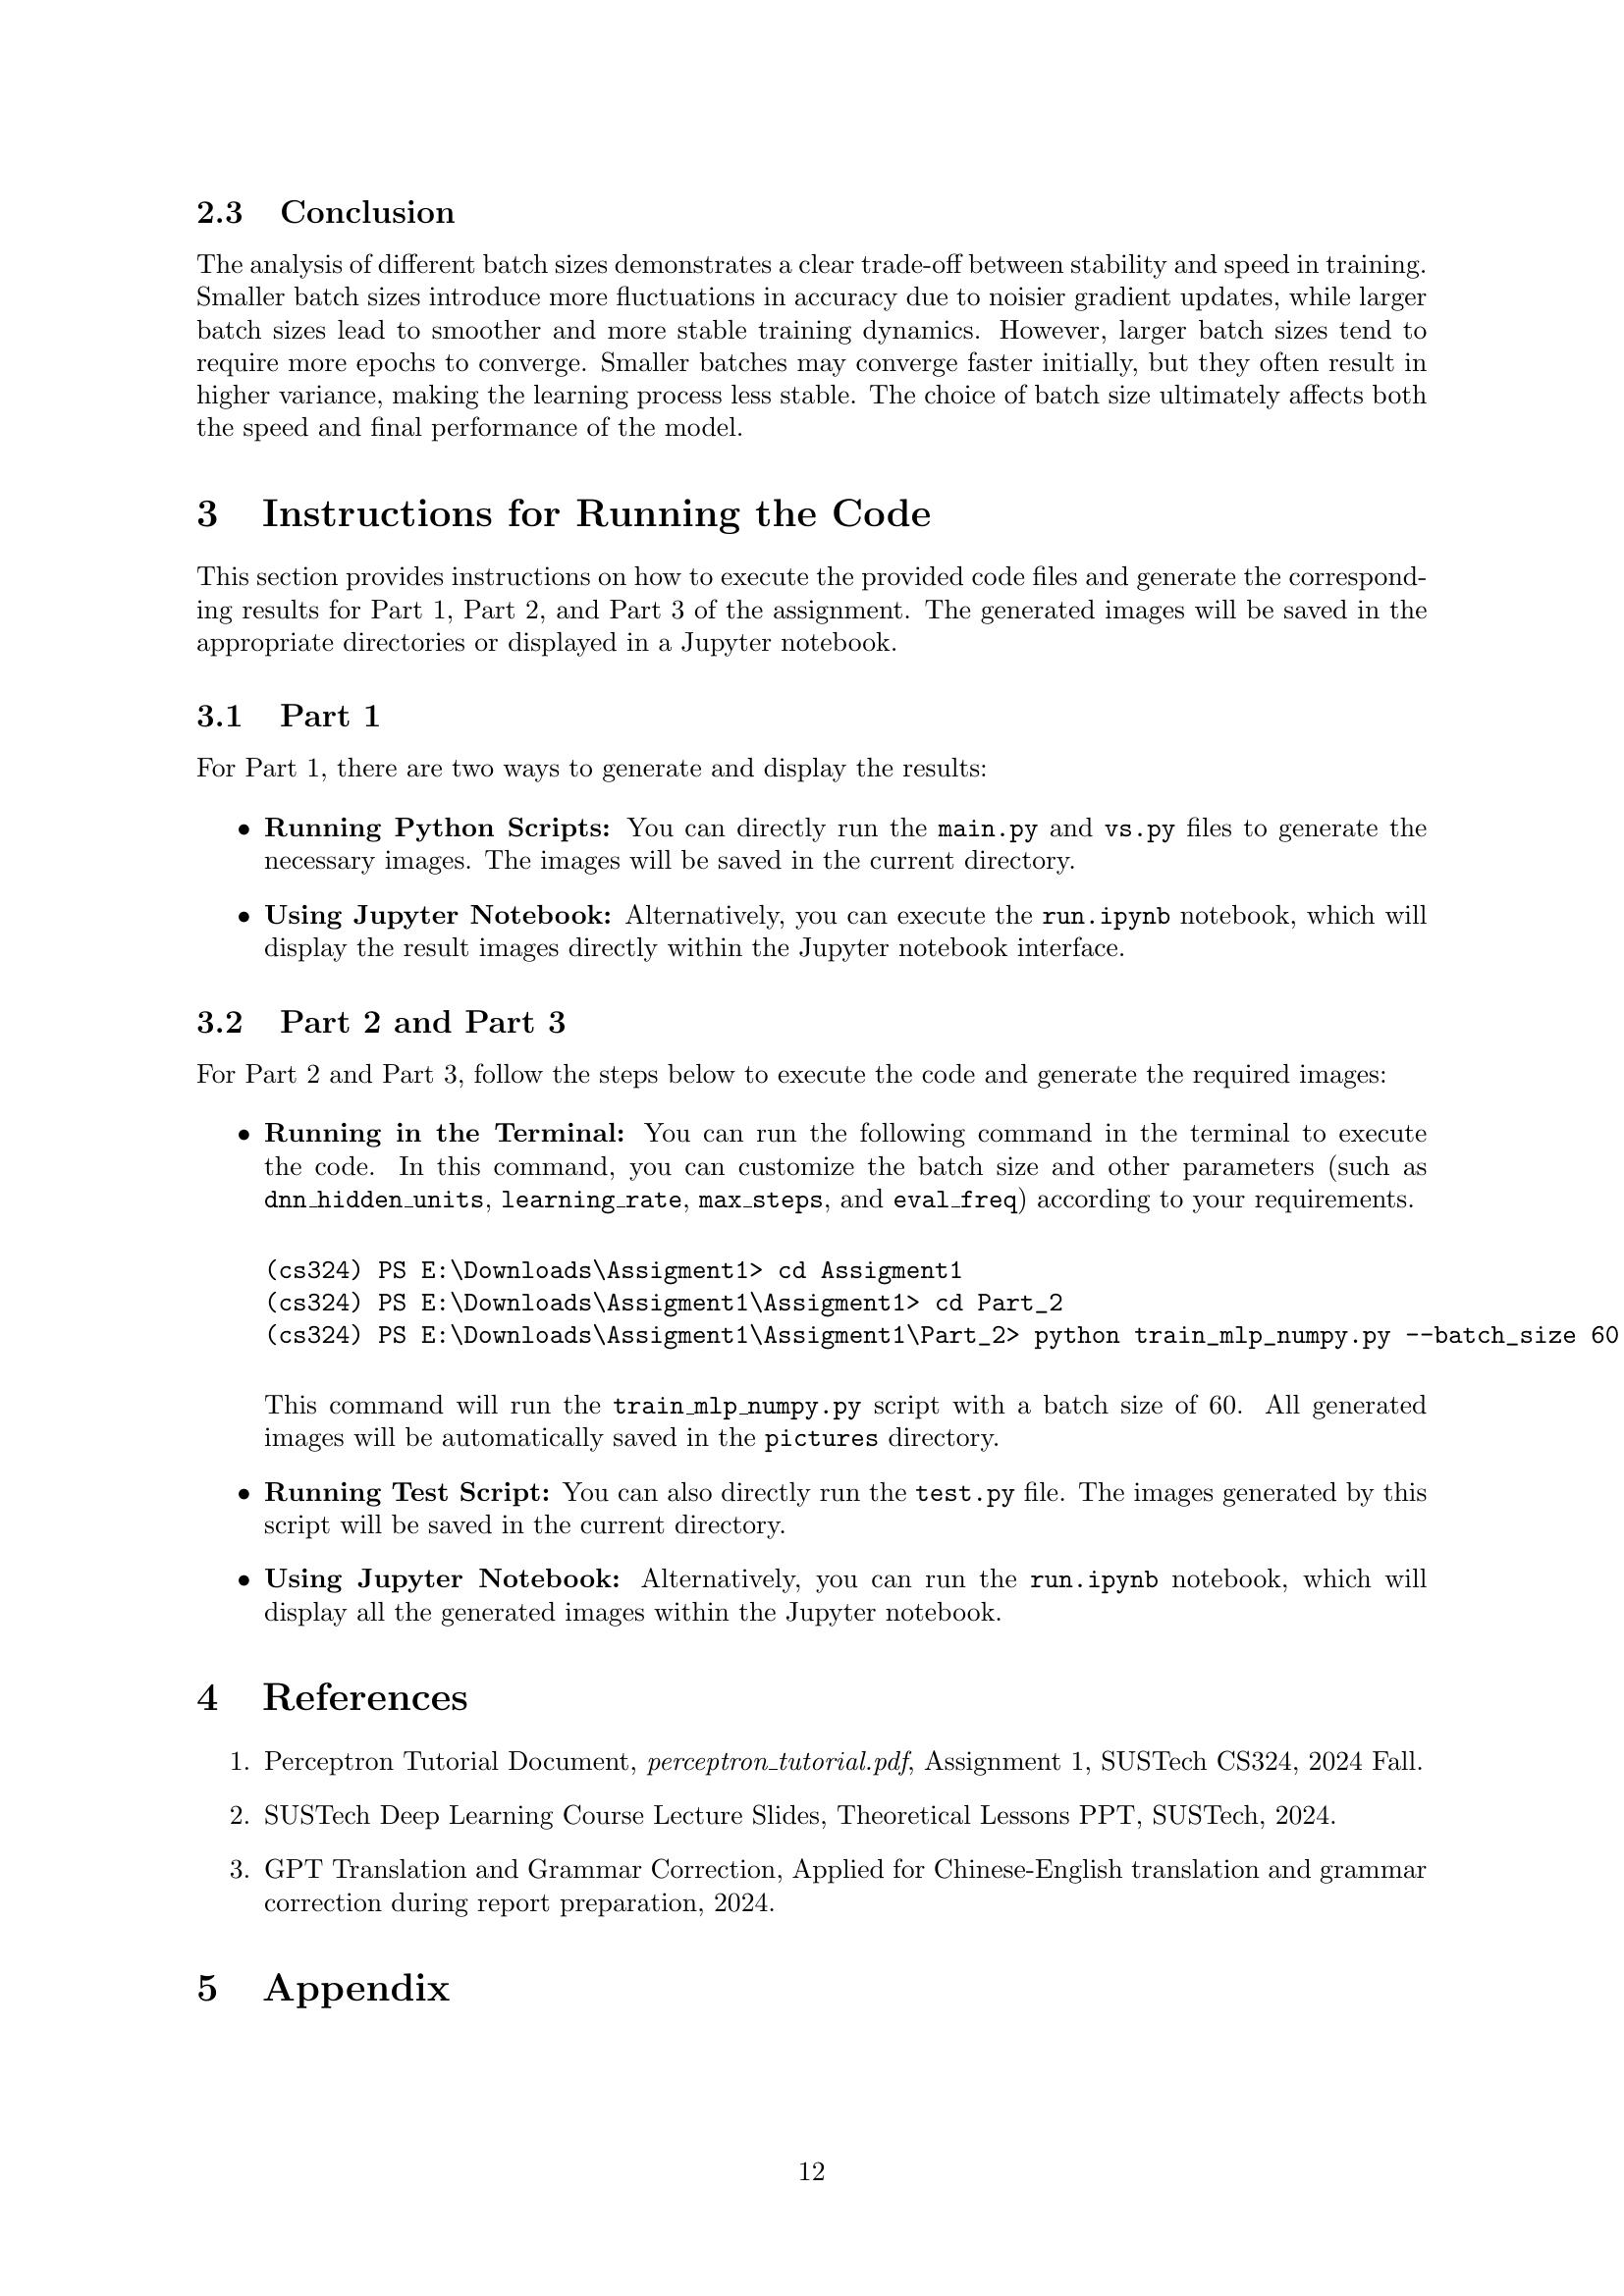 2.3 Conclusion
The analysis of different batch sizes demonstrates a clear trade-off between stability and speed in training.
Smaller batch sizes introduce more fluctuations in accuracy due to noisier gradient updates, while larger
batch sizes lead to smoother and more stable training dynamics. However, larger batch sizes tend to
require more epochs to converge. Smaller batches may converge faster initially, but they often result in
higher variance, making the learning process less stable. The choice of batch size ultimately affects both
the speed and final performance of the model.
3 Instructions for Running the Code
This section provides instructions on how to execute the provided code files and generate the correspond-
ing results for Part 1, Part 2, and Part 3 of the assignment. The generated images will be saved in the
appropriate directories or displayed in a Jupyter notebook.
3.1 Part 1
For Part 1, there are two ways to generate and display the results:
• Running Python Scripts: You can directly run the main.py and vs.py files to generate the
necessary images. The images will be saved in the current directory.
• Using Jupyter Notebook: Alternatively, you can execute the run.ipynb notebook, which will
display the result images directly within the Jupyter notebook interface.
3.2 Part 2 and Part 3
For Part 2 and Part 3, follow the steps below to execute the code and generate the required images:
• Running in the Terminal: You can run the following command in the terminal to execute
the code. In this command, you can customize the batch size and other parameters (such as
dnn_hidden_units, learning_rate, max_steps, and eval_freq) according to your requirements.
(cs324) PS E:\Downloads\Assigment1> cd Assigment1
(cs324) PS E:\Downloads\Assigment1\Assigment1> cd Part_2
(cs324) PS E:\Downloads\Assigment1\Assigment1\Part_2> python train_mlp_numpy.py --batch_size 60
This command will run the train_mlp_numpy.py script with a batch size of 60. All generated
images will be automatically saved in the pictures directory.
• Running Test Script: You can also directly run the test.py file. The images generated by this
script will be saved in the current directory.
• Using Jupyter Notebook: Alternatively, you can run the run.ipynb notebook, which will
display all the generated images within the Jupyter notebook.
4 References
1. Perceptron Tutorial Document, perceptron_tutorial.pdf, Assignment 1, SUSTech CS324, 2024 Fall.
2. SUSTech Deep Learning Course Lecture Slides, Theoretical Lessons PPT, SUSTech, 2024.
3. GPT Translation and Grammar Correction, Applied for Chinese-English translation and grammar
correction during report preparation, 2024.
5 Appendix
12